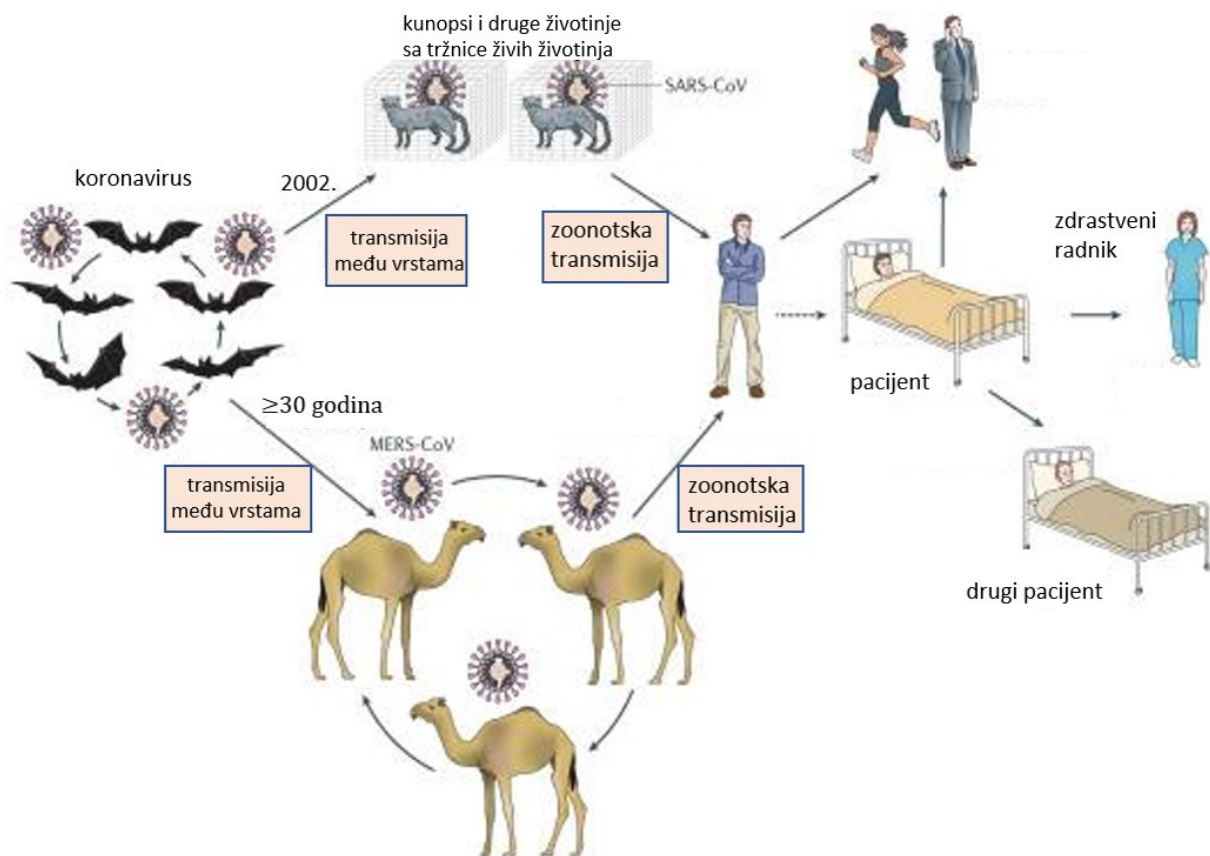 kunopsi i druge životinje
sa tržnice živih životinja
SARS-CoV
koronavirus
2002.
transmisija
među vrstama
zoonotska
transmisija
zdrastveni
radnik
pacijent
≥30 godina
MERS-CoV
transmisija
među vrstama
zoonotska
transmisija
drugi pacijent